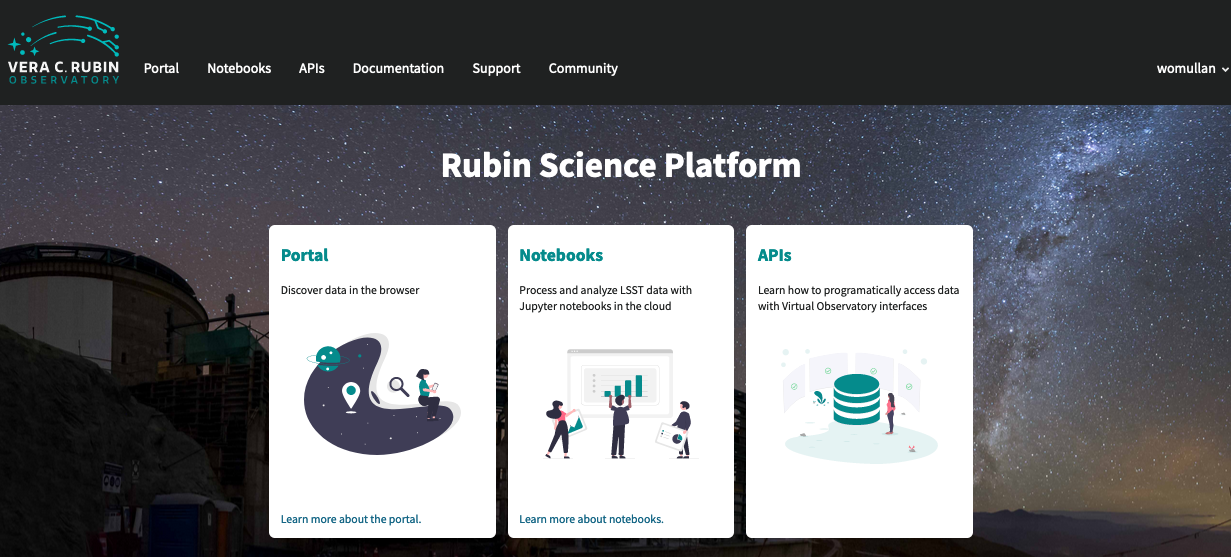 VERA C. RUBIN
OBSERVATORY
Portal
Notebooks
APIs
Documentation
Support
Community
womullan
Rubin Science Platform
Portal
Discover data in the browser
Learn more about the portal.
Notebooks
Process and analyze LSST data with
Jupyter notebooks in the cloud
Learn more about notebooks.
APIs
Learn how to programatically access data
with Virtual Observatory interfaces